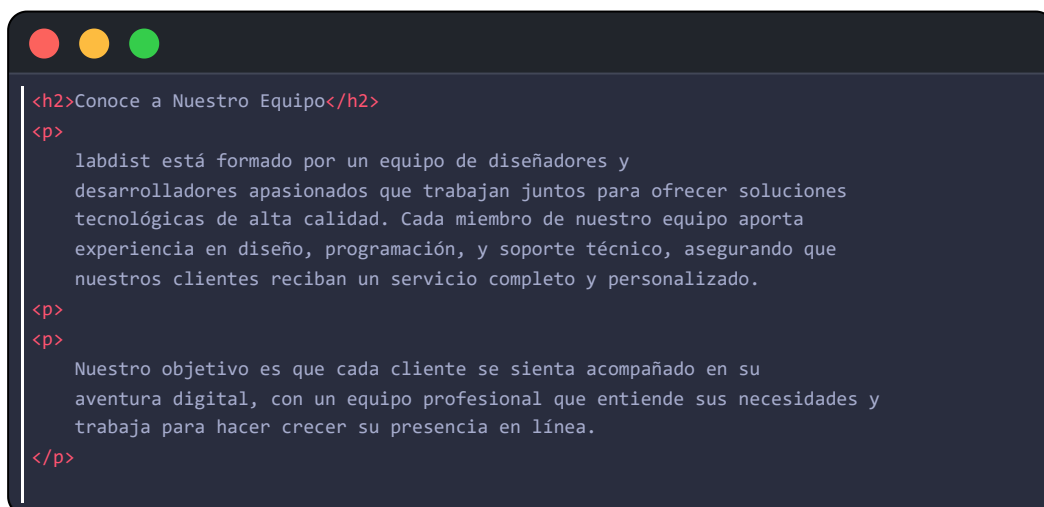 <h2>Conoce a Nuestro Equipo</h2>
<p>
labdist está formado por un equipo de diseñadores y
desarrolladores apasionados que trabajan juntos para ofrecer soluciones
tecnológicas de alta calidad. Cada miembro de nuestro equipo aporta
experiencia en diseño, programación, y soporte técnico, asegurando que
nuestros clientes reciban un servicio completo y personalizado.
<p>
<p>
Nuestro objetivo es que cada cliente se sienta acompañado en su
aventura digital, con un equipo profesional que entiende sus necesidades y
trabaja para hacer crecer su presencia en línea.
</p>